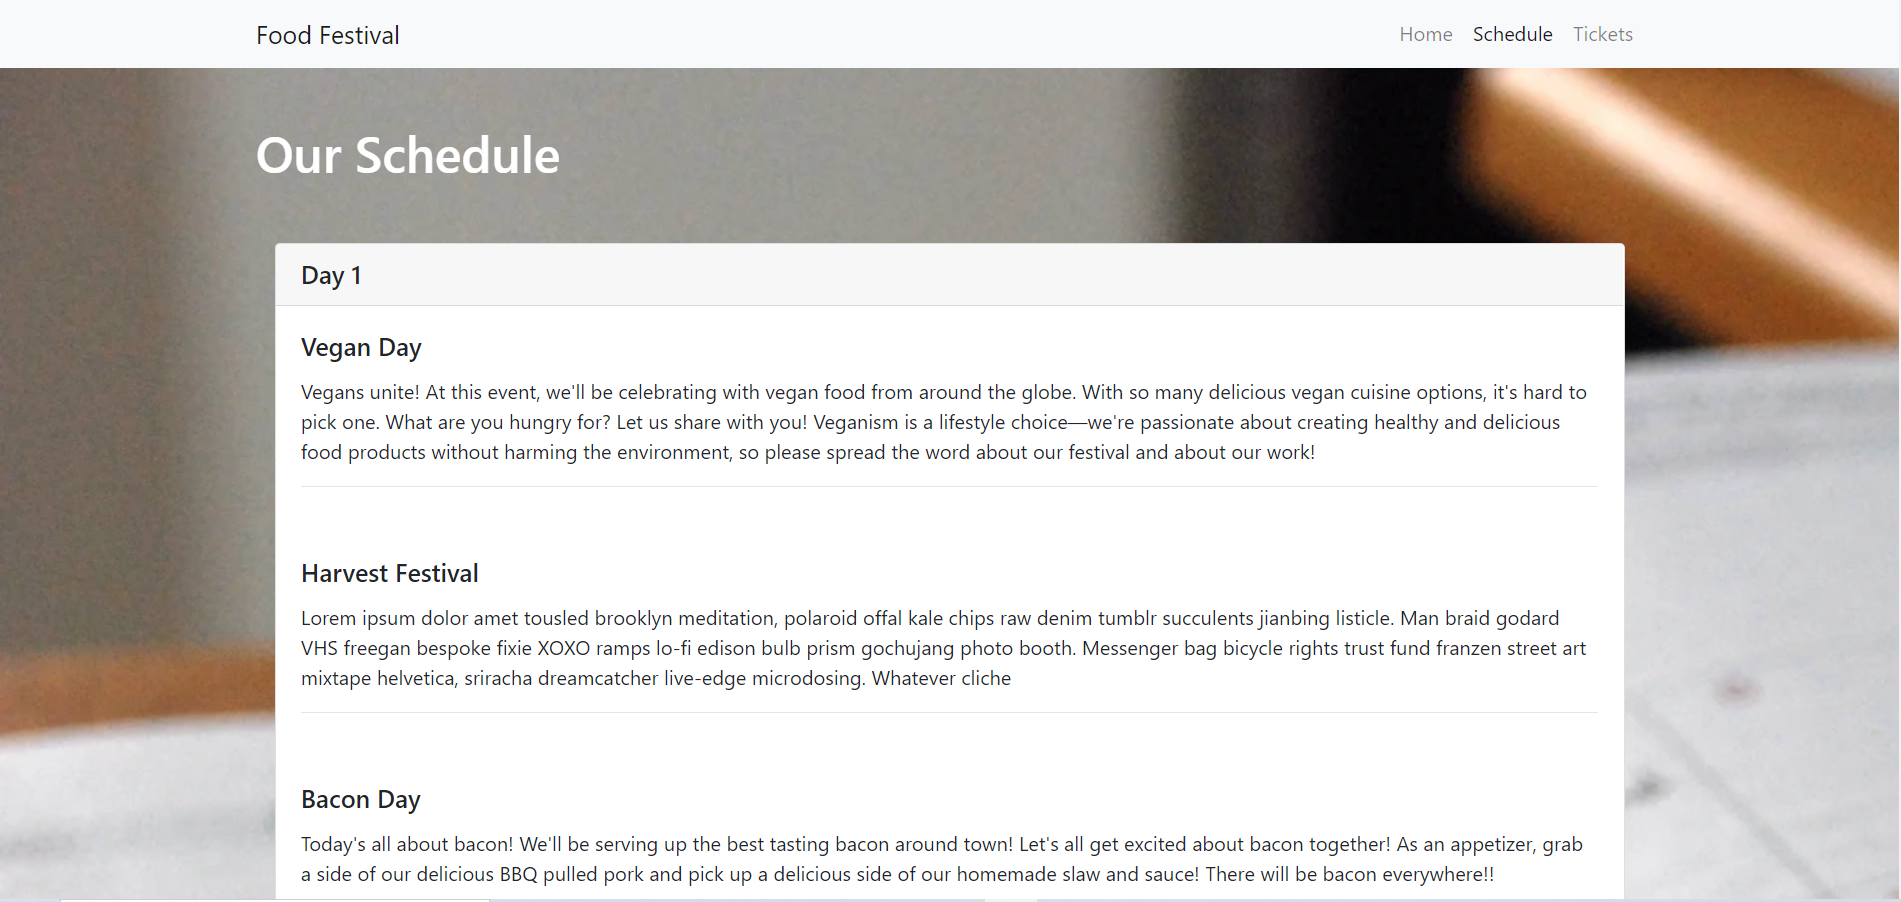 Food Festival
Home Schedule Tickets
Our Schedule
Day 1
Vegan Day
Vegans unite! At this event, we'll be celebrating with vegan food from around the globe. With so many delicious vegan cuisine options, it's hard to
pick one. What are you hungry for? Let us share with you! Veganism is a lifestyle choice—we're passionate about creating healthy and delicious
food products without harming the environment, so please spread the word about our festival and about our work!
Harvest Festival
Lorem ipsum dolor amet tousled brooklyn meditation, polaroid offal kale chips raw denim tumblr succulents jianbing listicle. Man braid godard
VHS freegan bespoke fixie XOXO ramps lo-fi edison bulb prism gochujang photo booth. Messenger bag bicycle rights trust fund franzen street art
mixtape helvetica, sriracha dreamcatcher live-edge microdosing. Whatever cliche
Bacon Day
Today's all about bacon! We'll be serving up the best tasting bacon around town! Let's all get excited about bacon together! As an appetizer, grab
a side of our delicious BBQ pulled pork and pick up a delicious side of our homemade slaw and sauce! There will be bacon everywhere!!